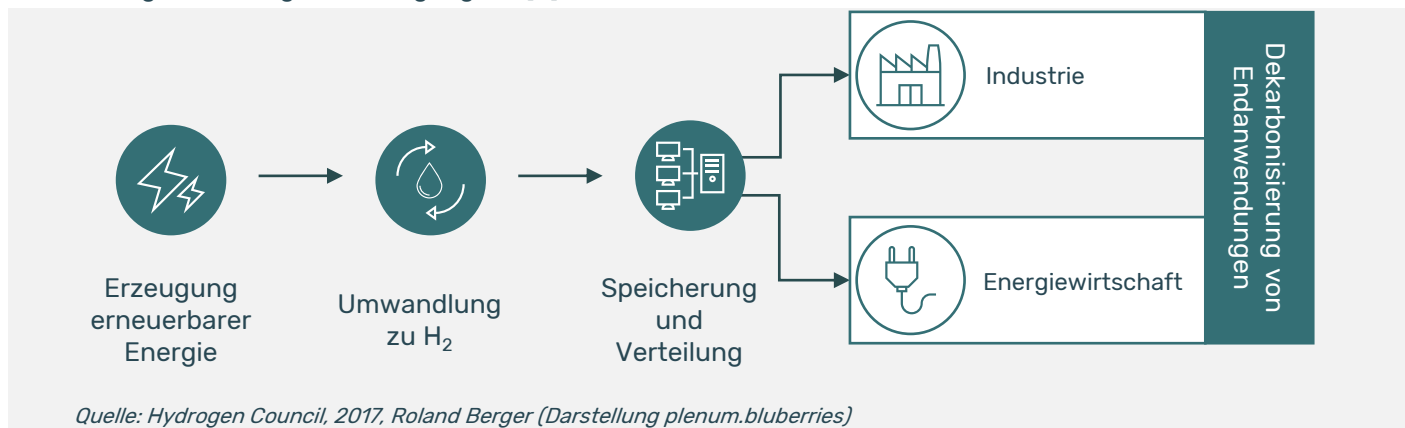 Erzeugung
erneuerbarer
Energie
Umwandlung
zu H₂
Speicherung
und
Verteilung
Industrie
Energiewirtschaft
Dekarbonisierung von
Endanwendungen
Quelle: Hydrogen Council, 2017, Roland Berger (Darstellung plenum.bluberries)